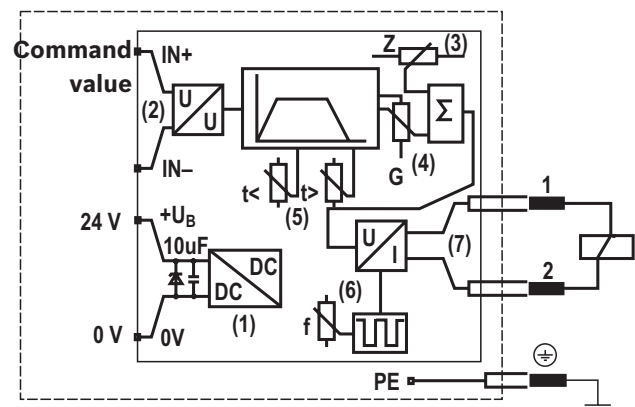 Command
value
IN+
(2)
U
U
IN–
Z
(3)
Σ
G
(4)
t<
t>
(5)
24 V
+UB
10uF
DC
DC
(1)
0 V
0V
U
I
(6)
f
(7)
1
2
PE